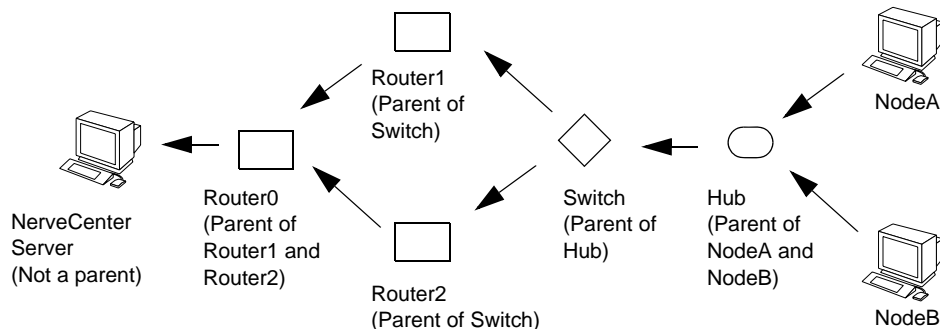 Router1
(Parent of
Switch)
NodeA
NerveCenter
Server
(Not a parent)
Router0
(Parent of
Router1 and
Router2)
Router2
(Parent of Switch)
Switch
(Parent of
Hub)
Hub
(Parent of
NodeA and
NodeB)
NodeB